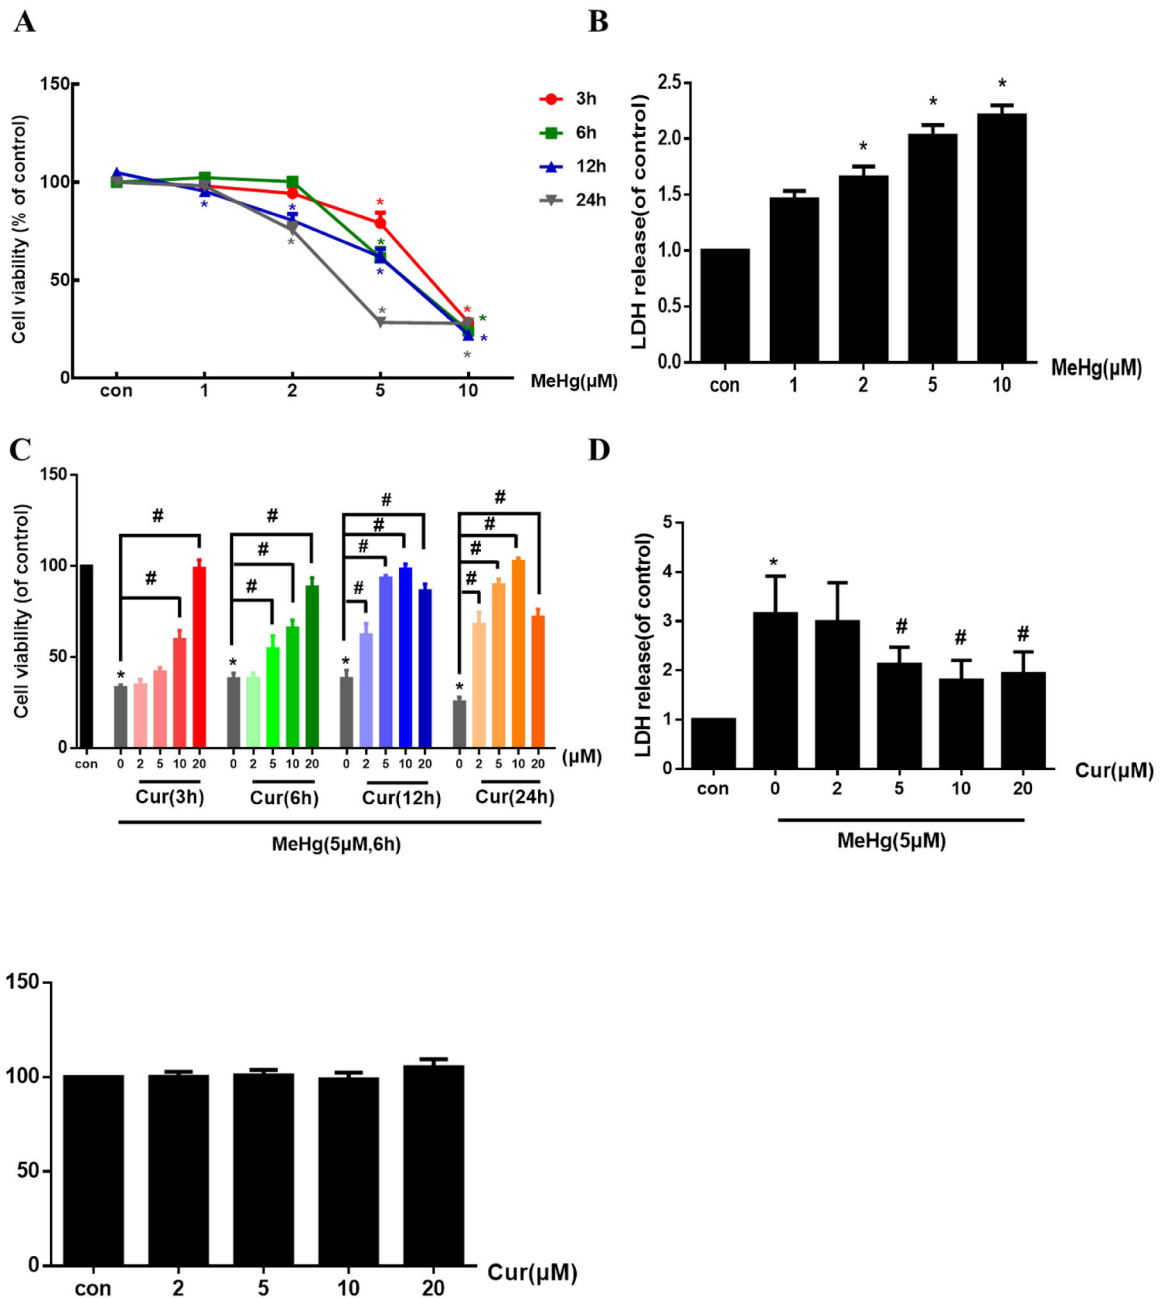 A
Cell viability (% of control)
150
100
50
0
con 1 2 5 10
MeHg(μM)
3h
6h
12h
24h
* * * * * * * * * * *
B
LDH release(of control)
2.5
2.0
1.5
1.0
0.5
0.0
* * *
con 1 2 5 10
MeHg(μM)
C
Cell viability (of control)
150
100
50
0
# # # # # # # # # # # # #
* * * *
con 0 2 5 10 20 0 2 5 10 20 0 2 5 10 20 0 2 5 10 20 (μM)
Cur(3h) Cur(6h) Cur(12h) Cur(24h)
MeHg(5μM,6h)
D
LDH release(of control)
5
4
3
2
1
0
* # # #
con 0 2 5 10 20
Cur(μM)
MeHg(5μM)
150
100
50
0
con 2 5 10 20
Cur(μM)